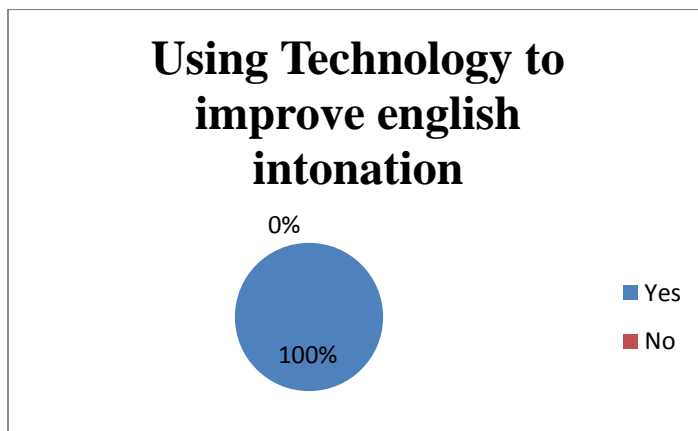 Using Technology to
improve english
intonation
0%
100%
Yes
No